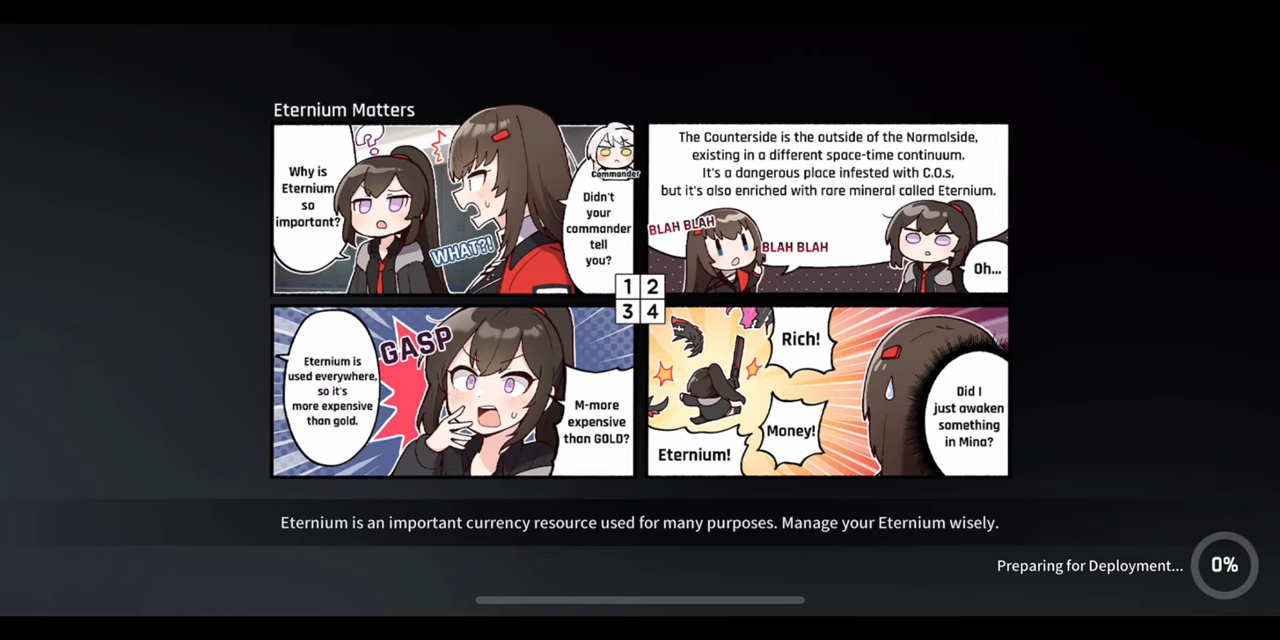 Eternium Matters
Why is
Eternium
so
important?
WHAT?!
Commander
Didn't
your
commander
tell
you?
The Counterside is the outside of the Normalside,
existing in a different space-time continuum.
It's a dangerous place infested with C.O.s,
but it's also enriched with rare mineral called Eternium.
BLAH BLAH
BLAH BLAH
Oh...
1 2
3 4
Eternium is
used everywhere,
so it's
more expensive
than gold.
GASP
M-more
expensive
than GOLD?
Rich!
Money!
Eternium!
Did I
just awaken
something
in Mina?
Eternium is an important currency resource used for many purposes. Manage your Eternium wisely.
Preparing for Deployment...
0%